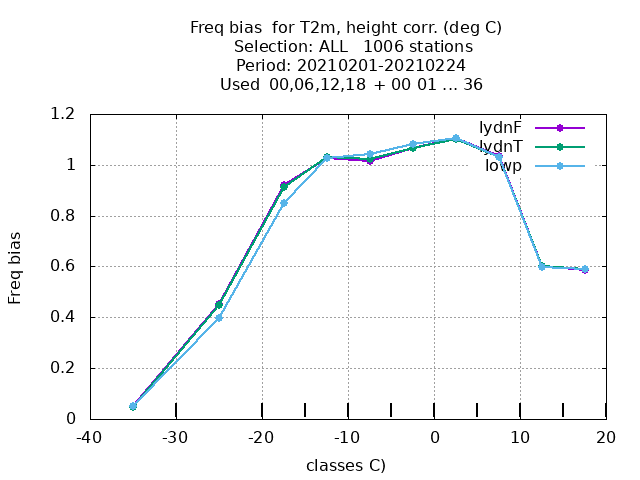 Freq bias  for T2m, height corr. (deg C)
Selection: ALL   1006 stations
Period: 20210201-20210224
Used  00,06,12,18  + 00 01 ... 36
lydnF
lydnT
lowp
1.2
1
0.8
0.6
0.4
0.2
0
Freq bias
-40 -30 -20 -10 0 10 20
classes C)